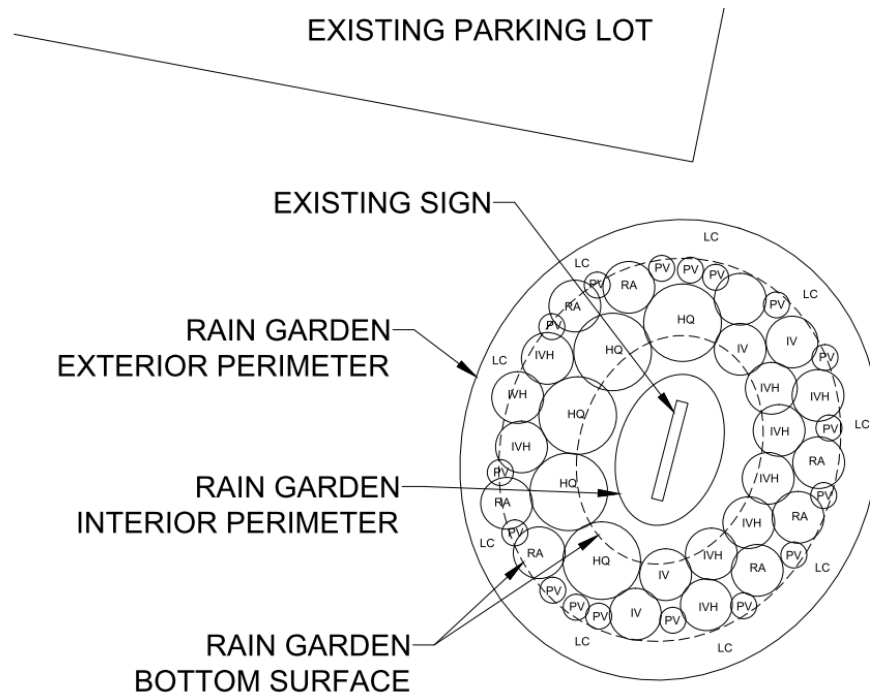 EXISTING PARKING LOT
EXISTING SIGN
RAIN GARDEN
EXTERIOR PERIMETER
RAIN GARDEN
INTERIOR PERIMETER
RAIN GARDEN
BOTTOM SURFACE
LC
LC
PV
PV
PV
PV
RA
LC
RA
PV
HQ
PV
IV
IV
HQ
IVH
PV
LC
IVH
IVH
IVH
HQ
PV
LC
IVH
IVH
RA
PV
IVH
HQ
PV
RA
RA
IVH
PV
LC
RA
PV
HQ
IVH
RA
LC
IV
PV
PV
PV
IV
PV
IVH
PV
LC
LC